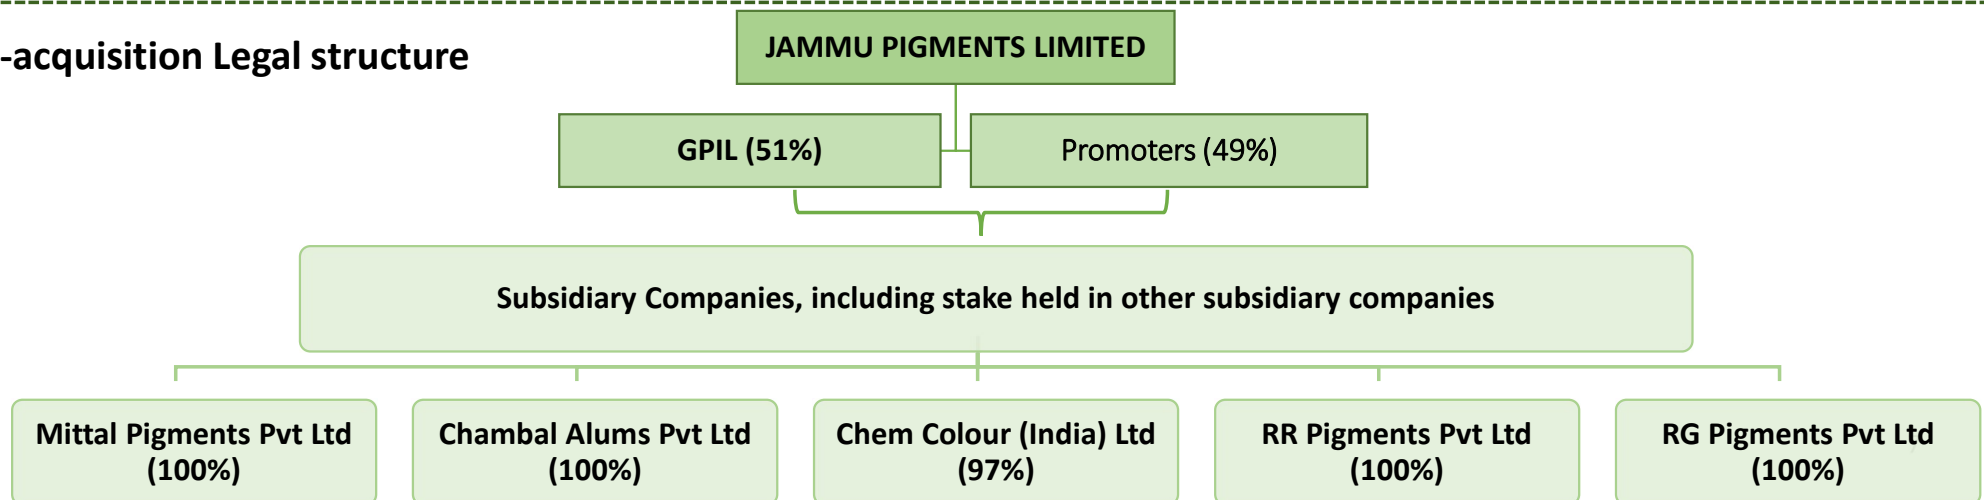 -acquisition Legal structure
JAMMU PIGMENTS LIMITED
GPIL (51%)
Promoters (49%)
Subsidiary Companies, including stake held in other subsidiary companies
Mittal Pigments Pvt Ltd
(100%)
Chambal Alums Pvt Ltd
(100%)
Chem Colour (India) Ltd
(97%)
RR Pigments Pvt Ltd
(100%)
RG Pigments Pvt Ltd
(100%)